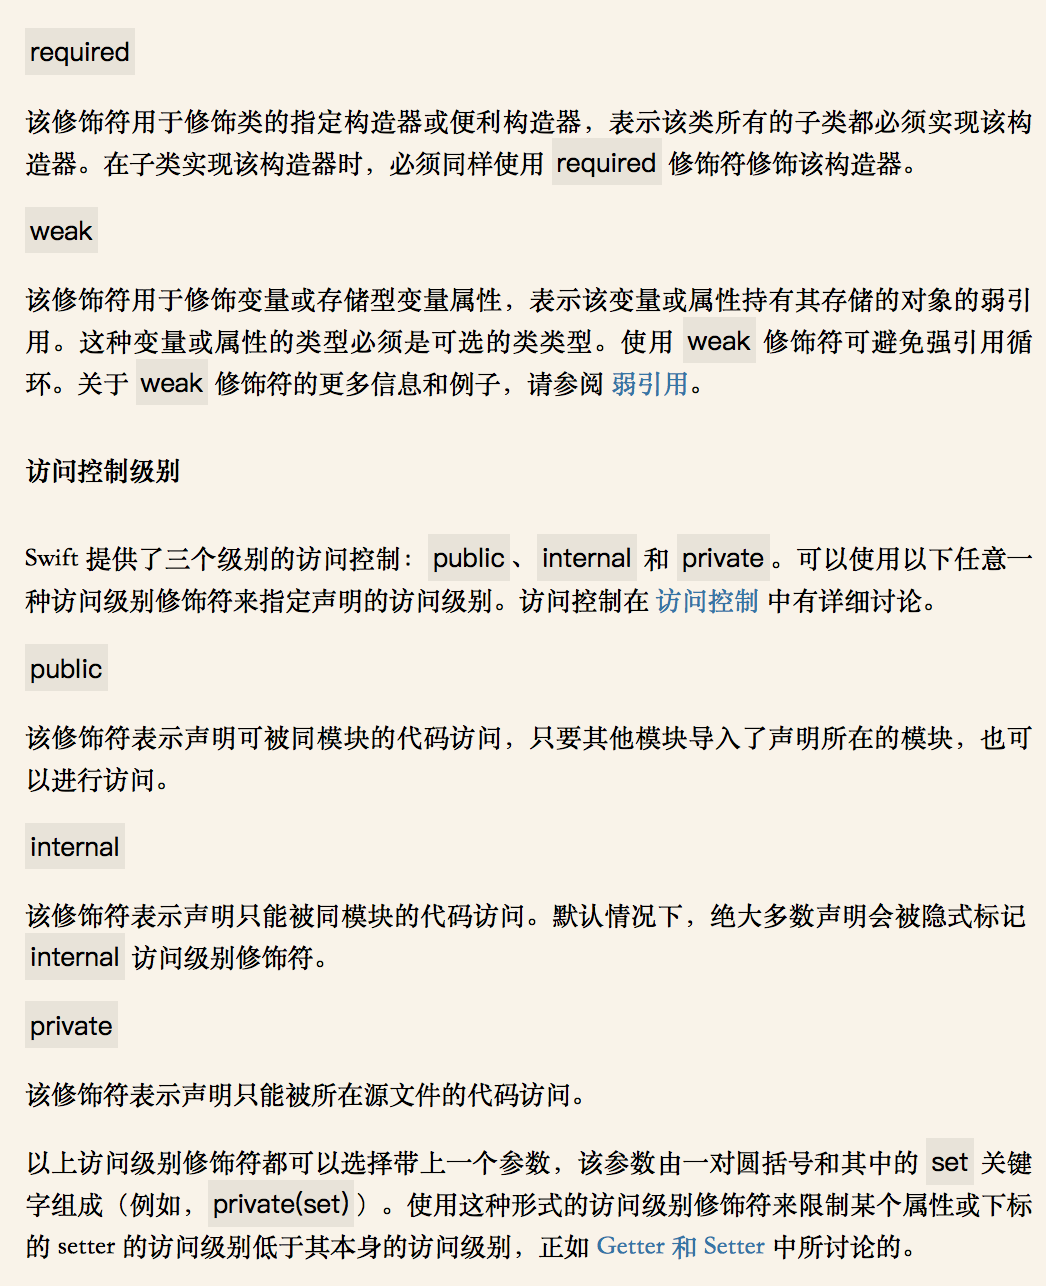 required
该修饰符用于修饰类的指定构造器或便利构造器，表示该类所有的子类都必须实现该构
造器。在子类实现该构造器时，必须同样使用 required 修饰符修饰该构造器。
weak
该修饰符用于修饰变量或存储型变量属性，表示该变量或属性持有其存储的对象的弱引
用。这种变量或属性的类型必须是可选的类类型。使用 weak 修饰符可避免强引用循
环。关于 weak 修饰符的更多信息和例子，请参阅 弱引用。
访问控制级别
Swift 提供了三个级别的访问控制：public、internal 和 private。可以使用以下任意一
种访问级别修饰符来指定声明的访问级别。访问控制在 访问控制 中有详细讨论。
public
该修饰符表示声明可被同模块的代码访问，只要其他模块导入了声明所在的模块，也可
以进行访问。
internal
该修饰符表示声明只能被同模块的代码访问。默认情况下，绝大多数声明会被隐式标记
internal 访问级别修饰符。
private
该修饰符表示声明只能被所在源文件的代码访问。
以上访问级别修饰符都可以选择带上一个参数，该参数由一对圆括号和其中的 set 关键
字组成（例如，private(set)）。使用这种形式的访问级别修饰符来限制某个属性或下标
的 setter 的访问级别低于其本身的访问级别，正如 Getter 和 Setter 中所讨论的。